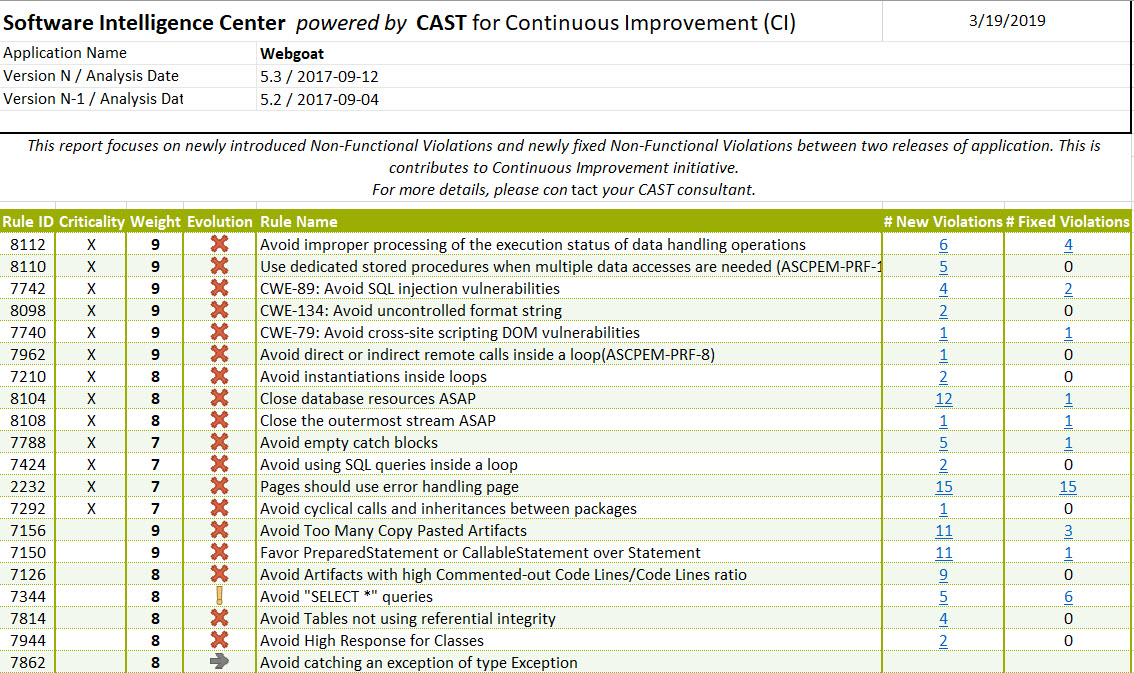 Software Intelligence Center powered by CAST for Continuous Improvement (CI) 3/19/2019
Application Name Webgoat
Version N / Analysis Date 5.3 / 2017-09-12
Version N-1 / Analysis Dat 5.2 / 2017-09-04
This report focuses on newly introduced Non-Functional Violations and newly fixed Non-Functional Violations between two releases of application. This is
contributes to Continuous Improvement initiative.
For more details, please con tact your CAST consultant.
Rule ID Criticality Weight Evolution Rule Name # New Violations # Fixed Violations
8112 X 9 Avoid improper processing of the execution status of data handling operations 6 4
8110 X 9 Use dedicated stored procedures when multiple data accesses are needed (ASCPEM-PRF-1 5 0
7742 X 9 CWE-89: Avoid SQL injection vulnerabilities 4 2
8098 X 9 CWE-134: Avoid uncontrolled format string 2 0
7740 X 9 CWE-79: Avoid cross-site scripting DOM vulnerabilities 1 1
7962 X 9 Avoid direct or indirect remote calls inside a loop(ASCPEM-PRF-8) 1 0
7210 X 8 Avoid instantiations inside loops 2 0
8104 X 8 Close database resources ASAP 12 1
8108 X 8 Close the outermost stream ASAP 1 1
7788 X 7 Avoid empty catch blocks 5 1
7424 X 7 Avoid using SQL queries inside a loop 2 0
2232 X 7 Pages should use error handling page 15 15
7292 X 7 Avoid cyclical calls and inheritances between packages 1 0
7156 9 Avoid Too Many Copy Pasted Artifacts 11 3
7150 9 Favor PreparedStatement or CallableStatement over Statement 11 1
7126 8 Avoid Artifacts with high Commented-out Code Lines/Code Lines ratio 9 0
7344 8 Avoid "SELECT *" queries 5 6
7814 8 Avoid Tables not using referential integrity 4 0
7944 8 Avoid High Response for Classes 2 0
7862 8 Avoid catching an exception of type Exception